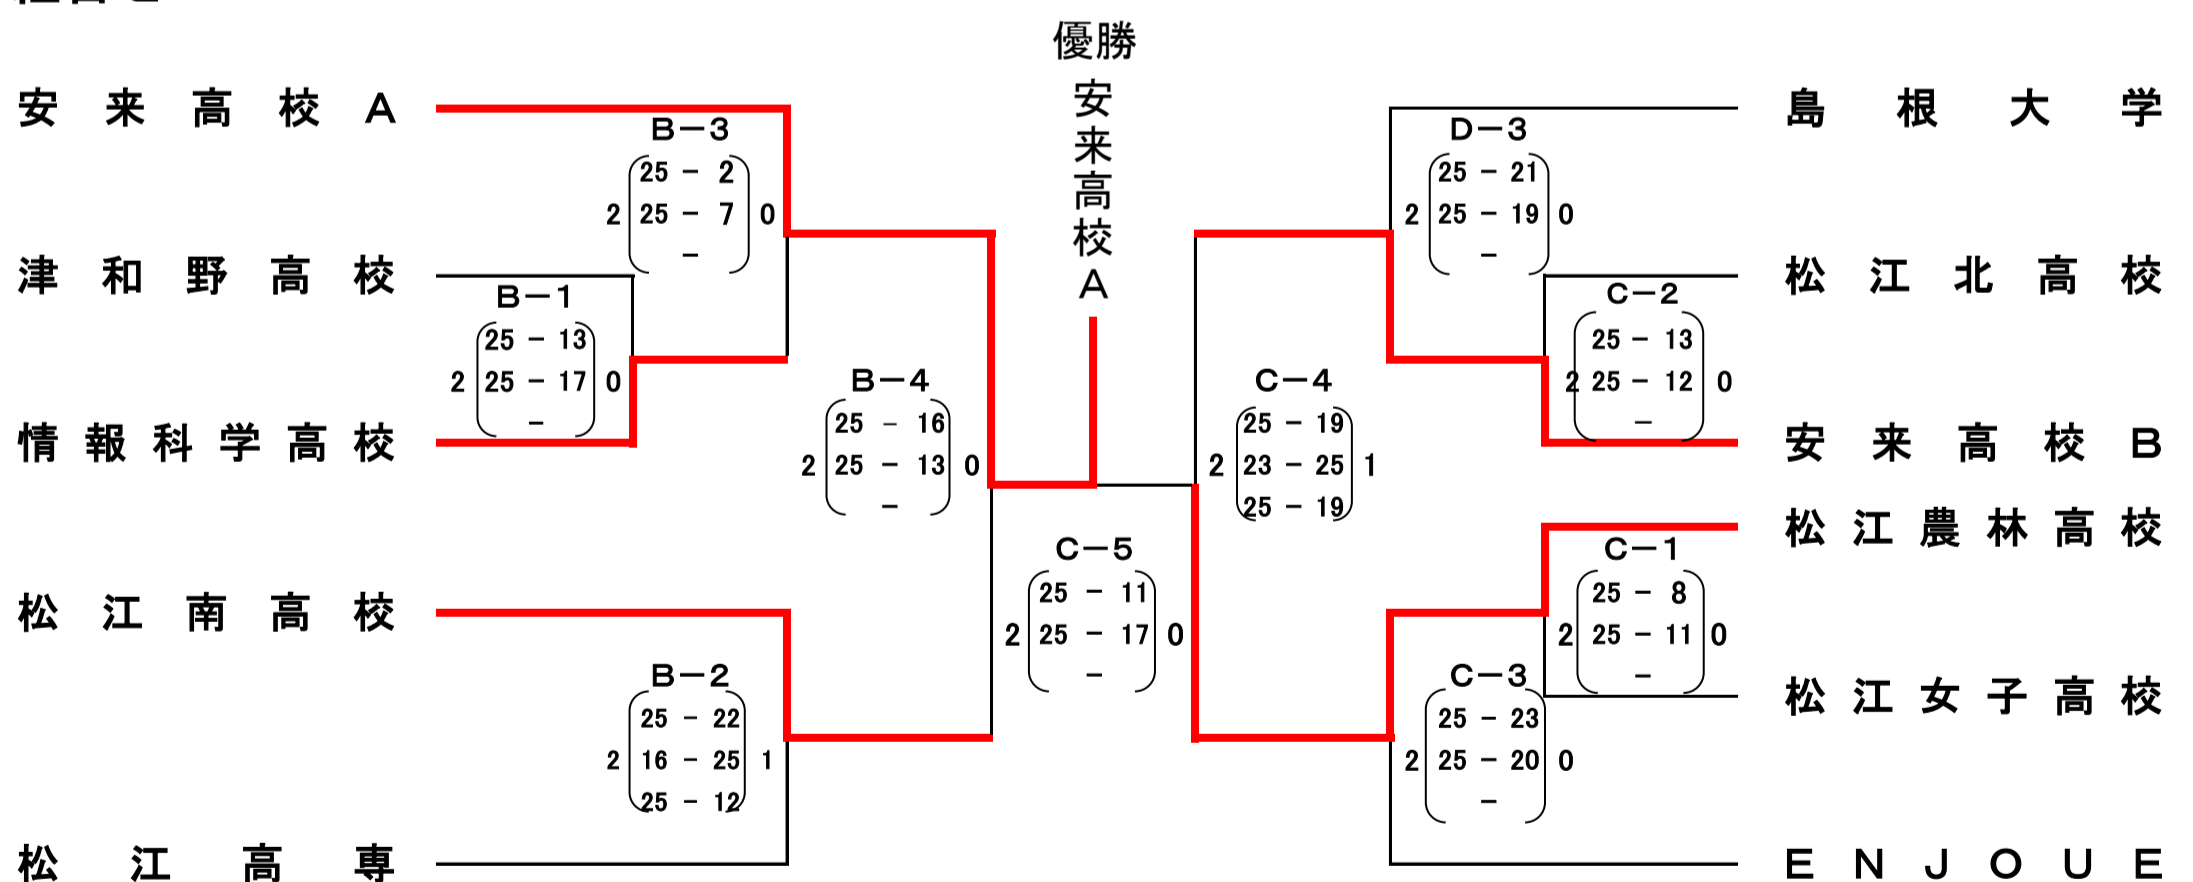 優勝
安来高校A
安来高校A
津和野高校
情報科学高校
松江南高校
松江高専
B－3
25 － 2
2 25 － 7 0
－
B－1
25 － 13
2 25 － 17 0
－
B－4
25 － 16
2 25 － 13 0
－
B－2
25 － 22
2 16 － 25 1
25 － 12
C－5
25 － 11
2 25 － 17 0
－
C－4
25 － 19
2 23 － 25 1
25 － 19
D－3
25 － 21
2 25 － 19 0
－
C－2
25 － 13
2 25 － 12 0
－
C－1
25 － 8
2 25 － 11 0
－
C－3
25 － 23
2 25 － 20 0
－
島根大学
松江北高校
安来高校B
松江農林高校
松江女子高校
ENJOUE